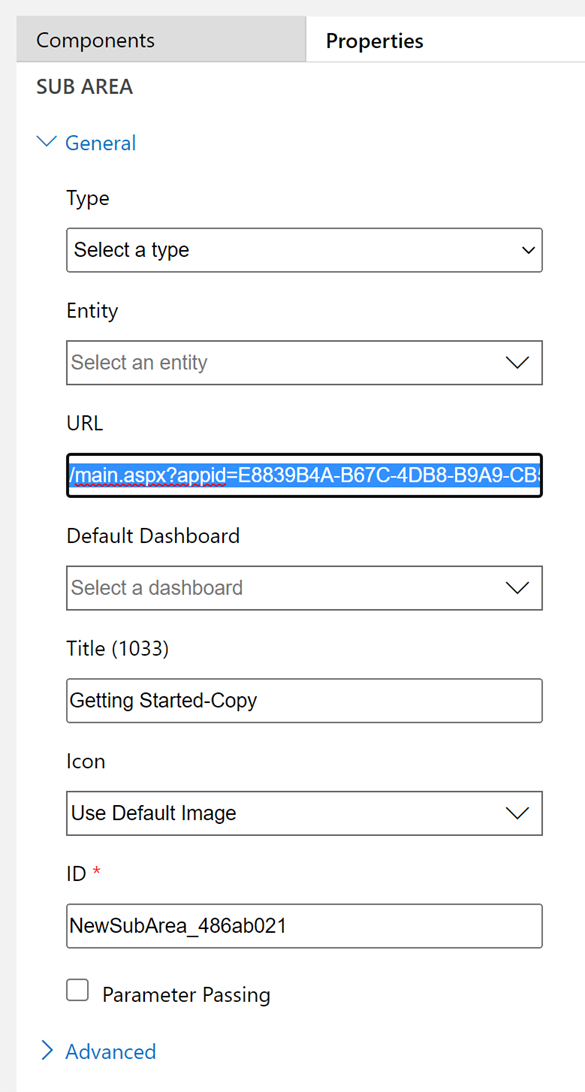 Components Properties
SUB AREA
General
Type
Select a type
Entity
Select an entity
URL
/main.aspx?appid=E8839B4A-B67C-4DB8-B9A9-CB
Default Dashboard
Select a dashboard
Title (1033)
Getting Started-Copy
Icon
Use Default Image
ID *
NewSubArea_486ab021
Parameter Passing
Advanced